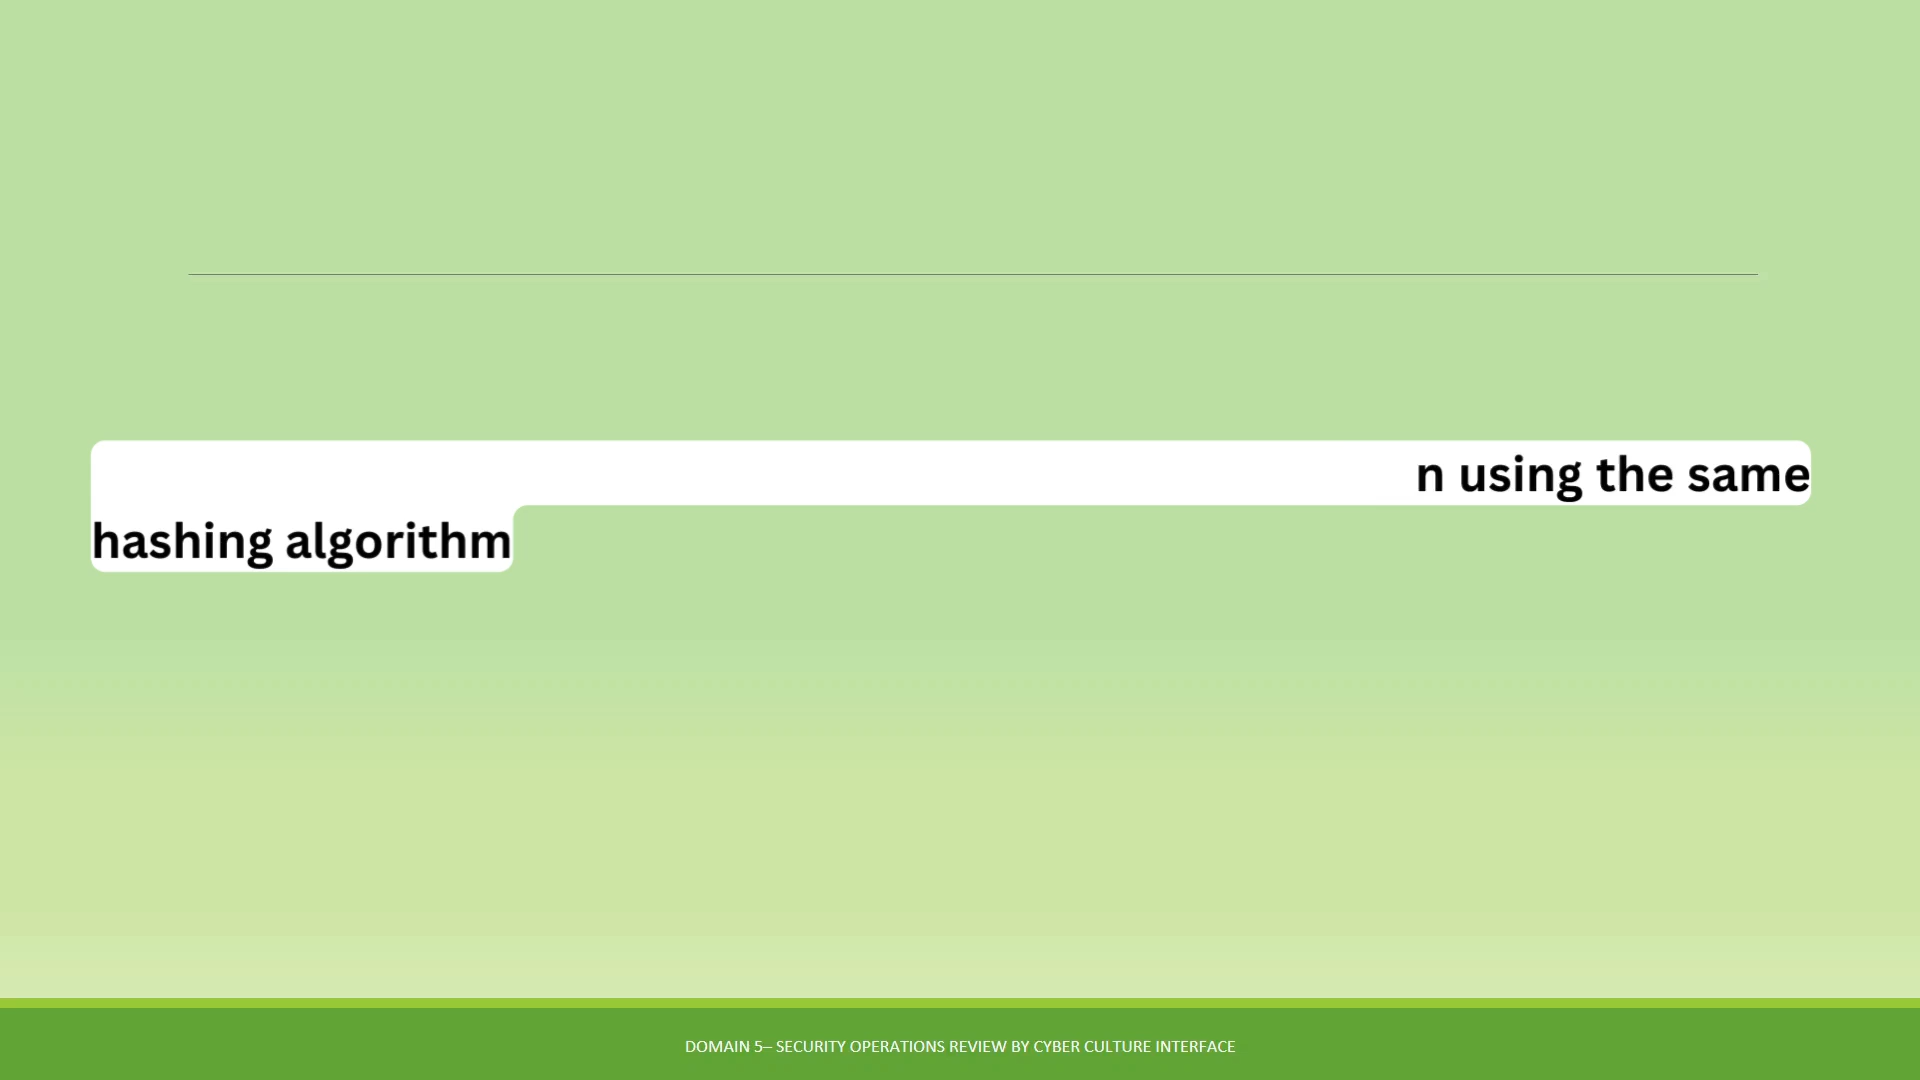 n using the same
hashing algorithm
DOMAIN 5– SECURITY OPERATIONS REVIEW BY CYBER CULTURE INTERFACE